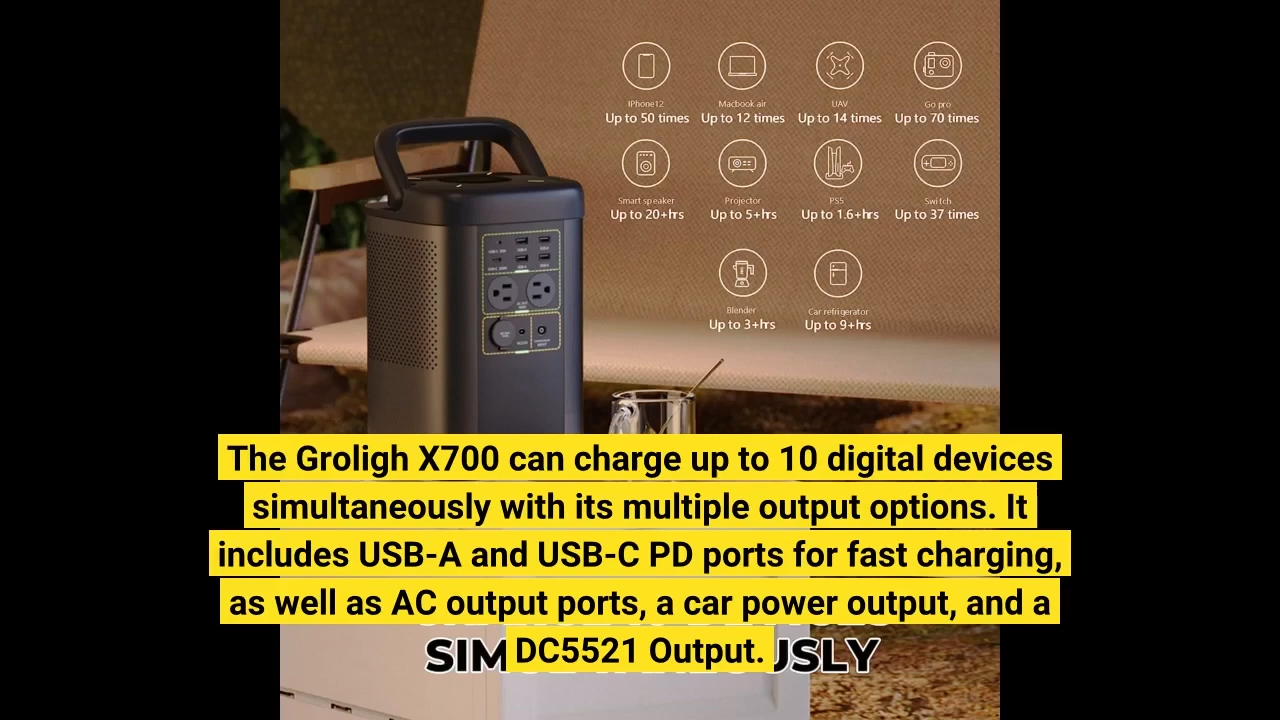 IPhone12
Macbook air
UAV
Go pro
Up to 50 times
Up to 12 times
Up to 14 times
Up to 70 times
Smart speaker
Projector
PS5
Switch
Up to 20+hrs
Up to 5+hrs
Up to 1.6+hrs
Up to 37 times
Blender
Car refrigerator
Up to 3+hrs
Up to 9+hrs
The Groligh X700 can charge up to 10 digital devices
simultaneously with its multiple output options. It
includes USB-A and USB-C PD ports for fast charging,
as well as AC output ports, a car power output, and a
DC5521 Output.